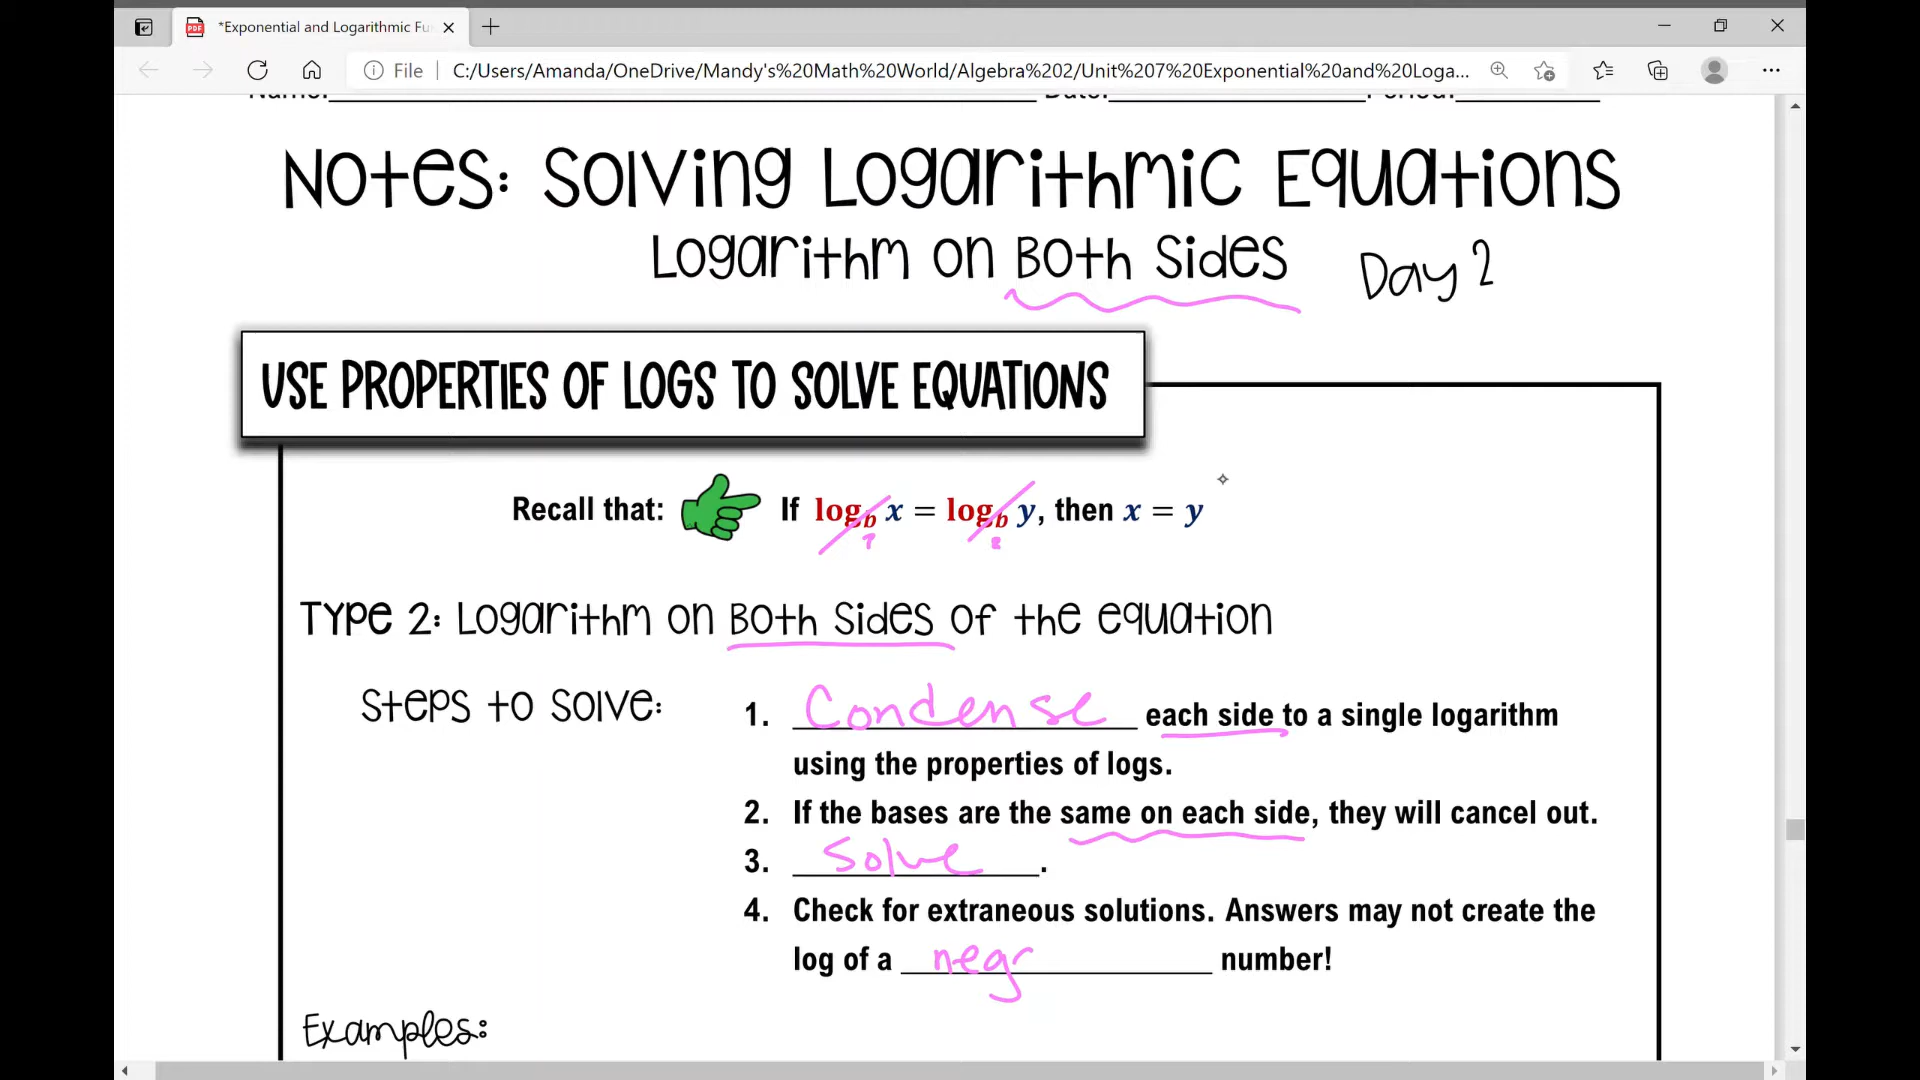 *Exponential and Logarithmic Fu
File C:/Users/Amanda/OneDrive/Mandy's%20Math%20World/Algebra%202/Unit%207%20Exponential%20and%20Loga...
Name: Date: Period:
Notes: Solving Logarithmic Equations
Logarithm on Both Sides Day 2
USE PROPERTIES OF LOGS TO SOLVE EQUATIONS
Recall that: If log_b x = log_b y, then x = y
Type 2: Logarithm on Both Sides of the equation
Steps to Solve:
1. Condense each side to a single logarithm
using the properties of logs.
2. If the bases are the same on each side, they will cancel out.
3. Solve.
4. Check for extraneous solutions. Answers may not create the
log of a neg number!
Examples: